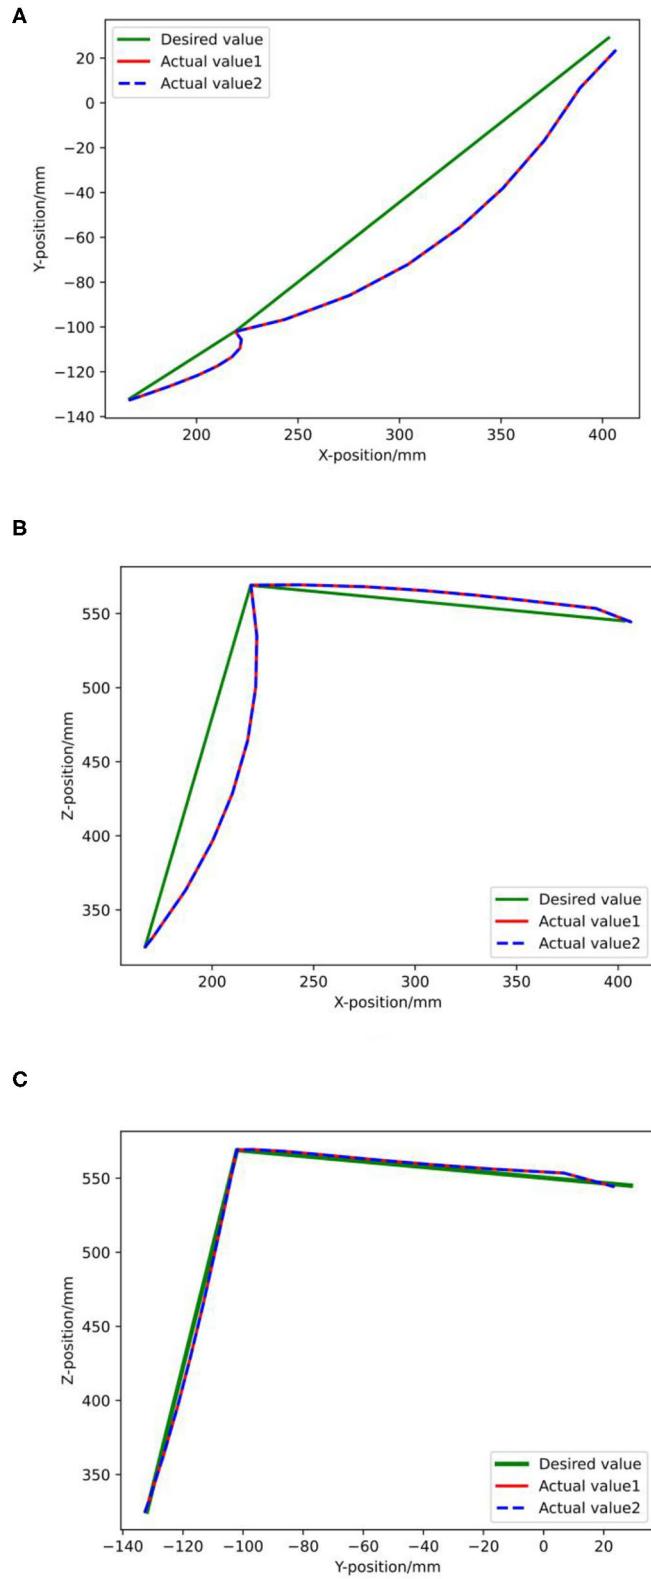 A
Desired value
Actual value1
Actual value2
20
0
−20
−40
−60
−80
−100
−120
−140
Y-position/mm
200 250 300 350 400
X-position/mm
B
550
500
450
400
350
Z-position/mm
Desired value
Actual value1
Actual value2
200 250 300 350 400
X-position/mm
C
550
500
450
400
350
Z-position/mm
Desired value
Actual value1
Actual value2
−140 −120 −100 −80 −60 −40 −20 0 20
Y-position/mm